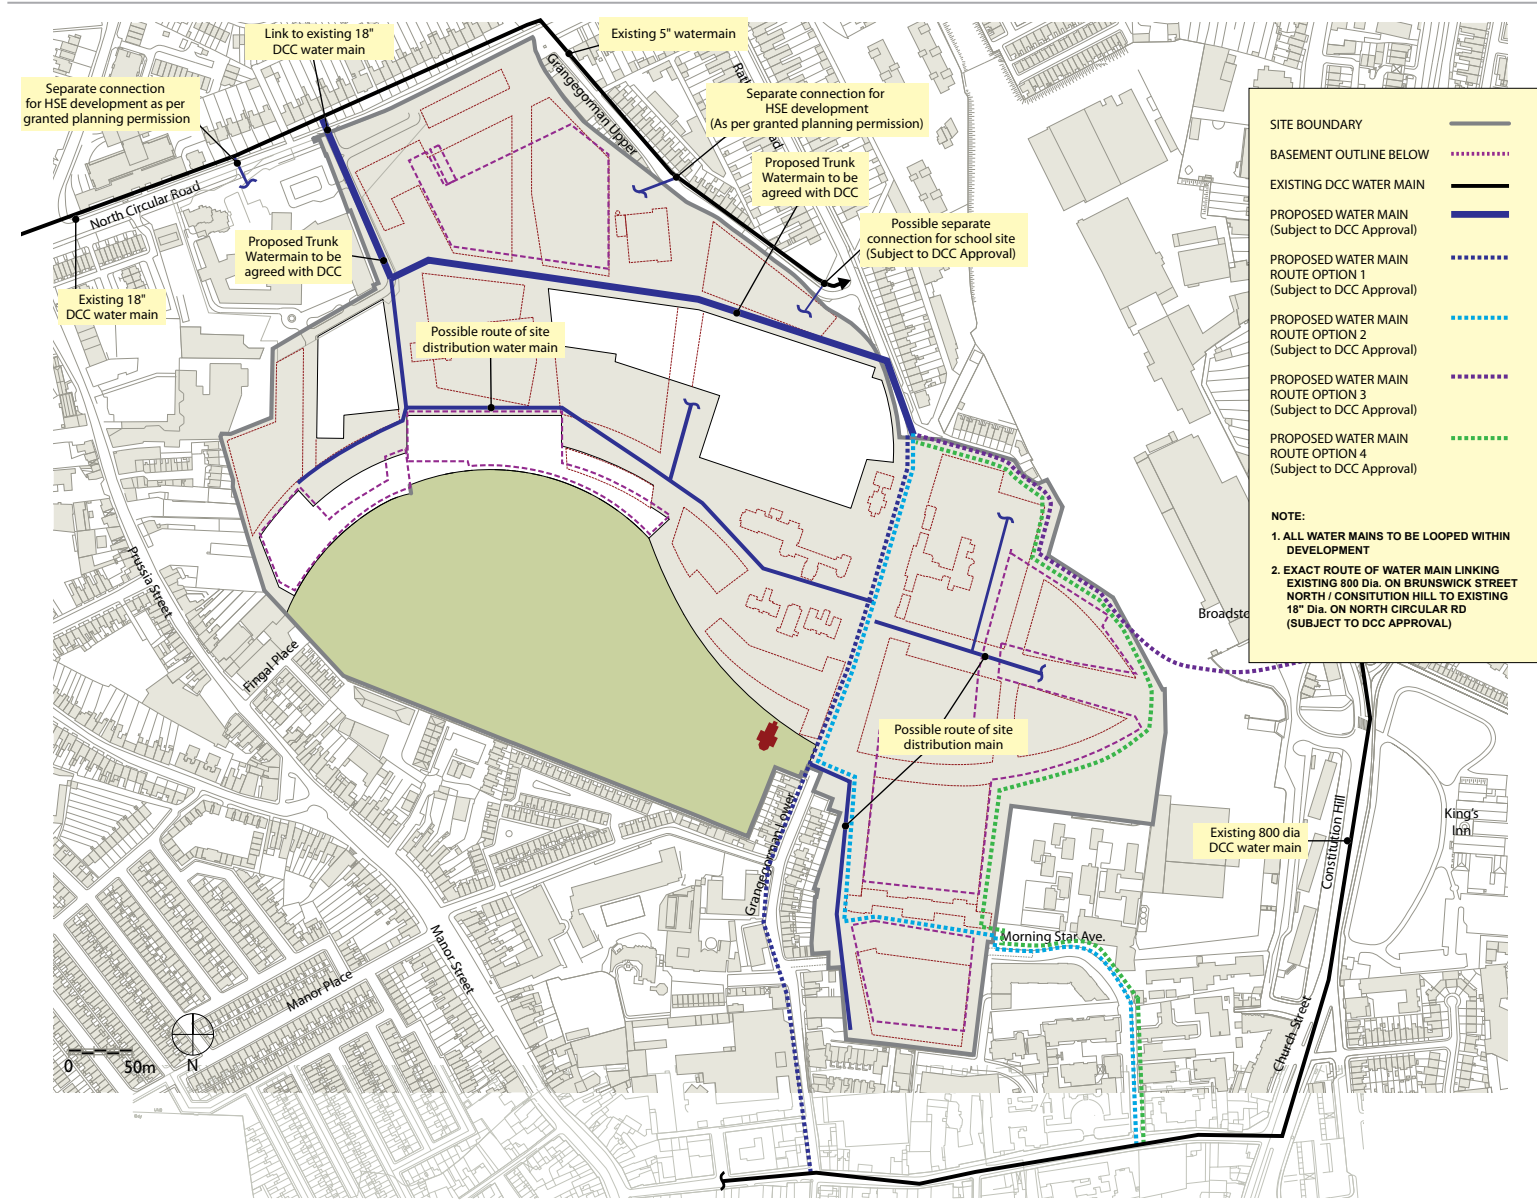 Link to existing 18"
DCC water main
Existing 5" watermain
Separate connection
for HSE development as per
granted planning permission
Grangegorman Upper
Separate connection for
HSE development
(As per granted planning permission)
Proposed Trunk
Watermain to be
agreed with DCC
North Circular Road
Possible separate
connection for school site
(Subject to DCC Approval)
Proposed Trunk
Watermain to be
agreed with DCC
Existing 18"
DCC water main
Possible route of site
distribution water main
SITE BOUNDARY
BASEMENT OUTLINE BELOW
EXISTING DCC WATER MAIN
PROPOSED WATER MAIN
(Subject to DCC Approval)
PROPOSED WATER MAIN
ROUTE OPTION 1
(Subject to DCC Approval)
PROPOSED WATER MAIN
ROUTE OPTION 2
(Subject to DCC Approval)
PROPOSED WATER MAIN
ROUTE OPTION 3
(Subject to DCC Approval)
PROPOSED WATER MAIN
ROUTE OPTION 4
(Subject to DCC Approval)
NOTE:
1. ALL WATER MAINS TO BE LOOPED WITHIN
DEVELOPMENT
2. EXACT ROUTE OF WATER MAIN LINKING
EXISTING 800 Dia. ON BRUNSWICK STREET
NORTH / CONSITUTION HILL TO EXISTING
18" Dia. ON NORTH CIRCULAR RD
(SUBJECT TO DCC APPROVAL)
Prussia Street
Fingal Place
Broadsto
Possible route of site
distribution main
Grangegorman Lower
Existing 800 dia
DCC water main
Constitution Hill
King's
Inn
Morning Star Ave.
Manor Street
Manor Place
Church Street
0 50m
N